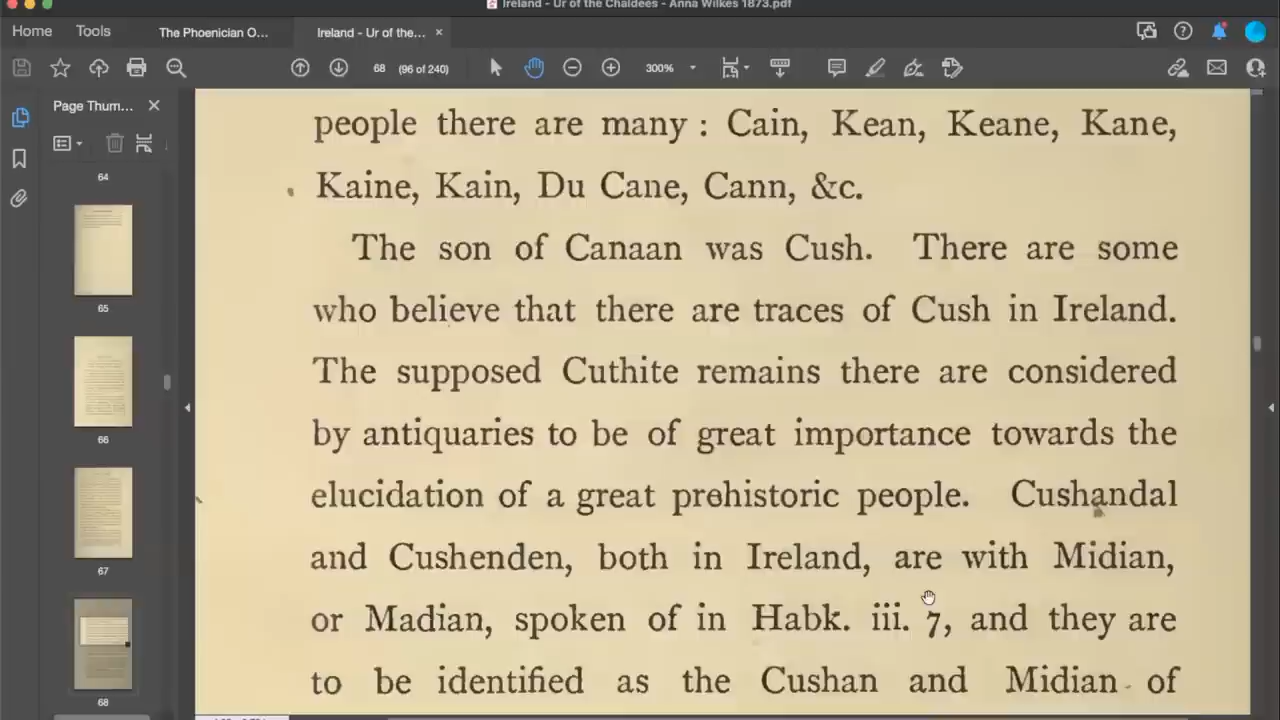 Ireland - Ur of the Chaldees - Anna Wilkes 1873.pdf
Home Tools The Phoenician O... Ireland - Ur of the... ×
68 (96 of 240) 300%
Page Thum...
64
65
66
67
68
people there are many : Cain, Kean, Keane, Kane,
Kaine, Kain, Du Cane, Cann, &c.
The son of Canaan was Cush. There are some
who believe that there are traces of Cush in Ireland.
The supposed Cuthite remains there are considered
by antiquaries to be of great importance towards the
elucidation of a great prehistoric people. Cushandal
and Cushenden, both in Ireland, are with Midian,
or Madian, spoken of in Habk. iii. 7, and they are
to be identified as the Cushan and Midian of